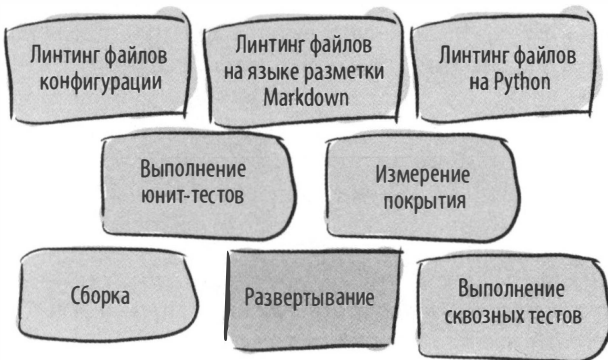 Линтинг файлов
конфигурации
Линтинг файлов
на языке разметки
Markdown
Линтинг файлов
на Python
Выполнение
юнит-тестов
Измерение
покрытия
Сборка
Развертывание
Выполнение
сквозных тестов